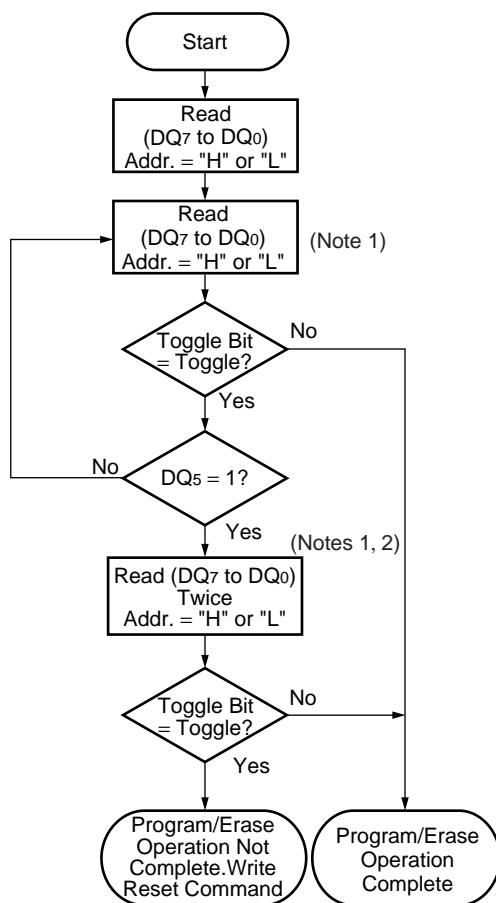 Start
Read
(DQ7 to DQ0)
Addr. = "H" or "L"
Read
(DQ7 to DQ0)
Addr. = "H" or "L"
(Note 1)
Toggle Bit
= Toggle?
No
Yes
DQ5 = 1?
No
Yes
(Notes 1, 2)
Read (DQ7 to DQ0)
Twice
Addr. = "H" or "L"
Toggle Bit
= Toggle?
No
Yes
Program/Erase
Operation Not
Complete.Write
Reset Command
Program/Erase
Operation
Complete